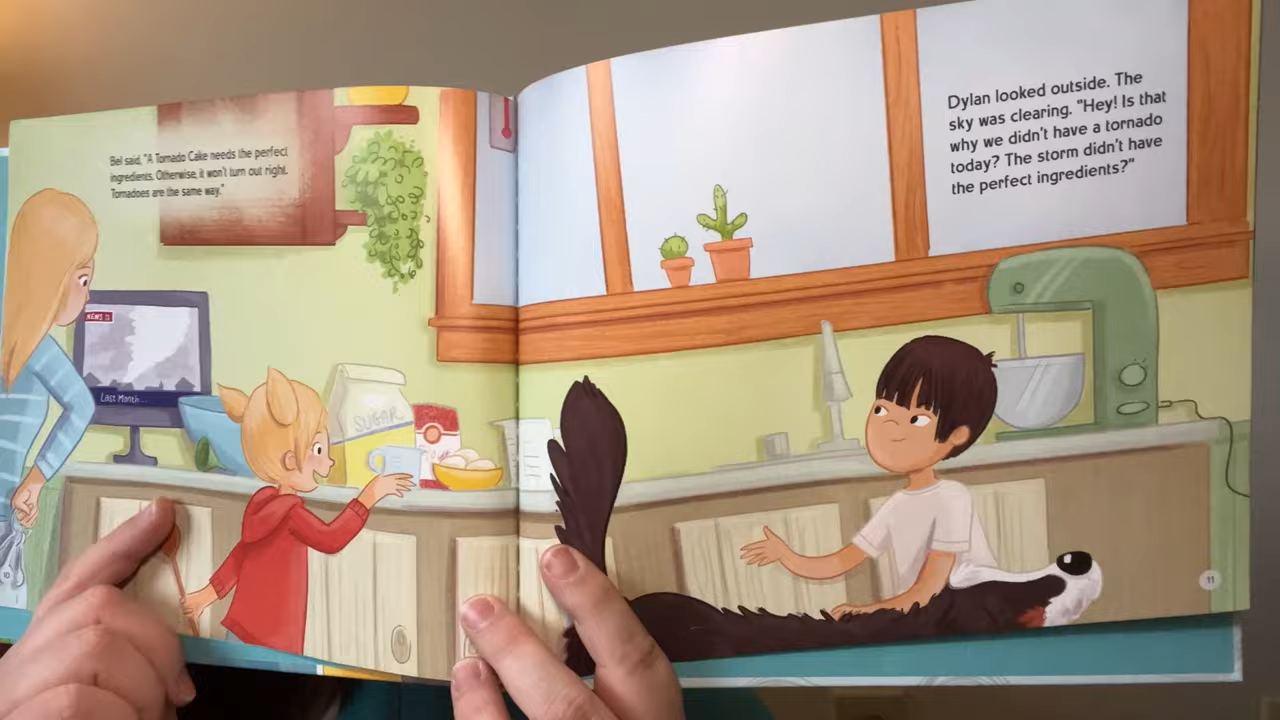 Bel said, "A Tornado Cake needs the perfect
ingredients. Otherwise, it won't turn out right.
Tornadoes are the same way."
NEWS 11
Last Month...
SUGAR
10
Dylan looked outside. The
sky was clearing. "Hey! Is that
why we didn't have a tornado
today? The storm didn't have
the perfect ingredients?"
11